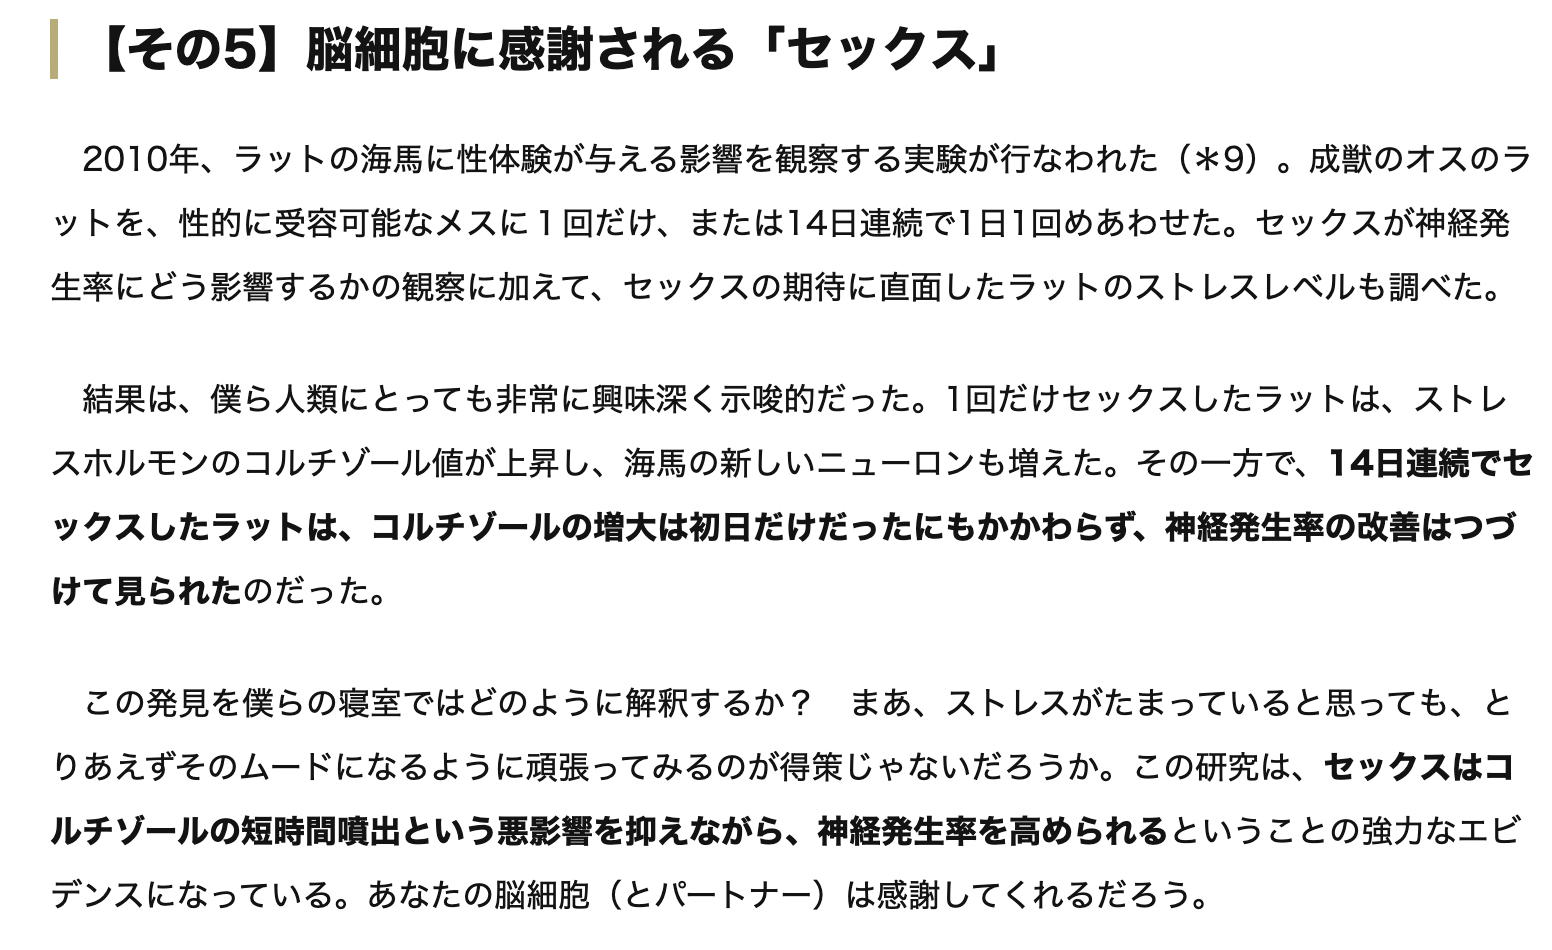 【その5】脳細胞に感謝される「セックス」
　2010年、ラットの海馬に性体験が与える影響を観察する実験が行なわれた（＊9）。成獣のオスのラ
ットを、性的に受容可能なメスに１回だけ、または14日連続で1日1回めあわせた。セックスが神経発
生率にどう影響するかの観察に加えて、セックスの期待に直面したラットのストレスレベルも調べた。
　結果は、僕ら人類にとっても非常に興味深く示唆的だった。1回だけセックスしたラットは、ストレ
スホルモンのコルチゾール値が上昇し、海馬の新しいニューロンも増えた。その一方で、14日連続でセ
ックスしたラットは、コルチゾールの増大は初日だけだったにもかかわらず、神経発生率の改善はつづ
けて見られたのだった。
　この発見を僕らの寝室ではどのように解釈するか？　まあ、ストレスがたまっていると思っても、と
りあえずそのムードになるように頑張ってみるのが得策じゃないだろうか。この研究は、セックスはコ
ルチゾールの短時間噴出という悪影響を抑えながら、神経発生率を高められるということの強力なエビ
デンスになっている。あなたの脳細胞（とパートナー）は感謝してくれるだろう。